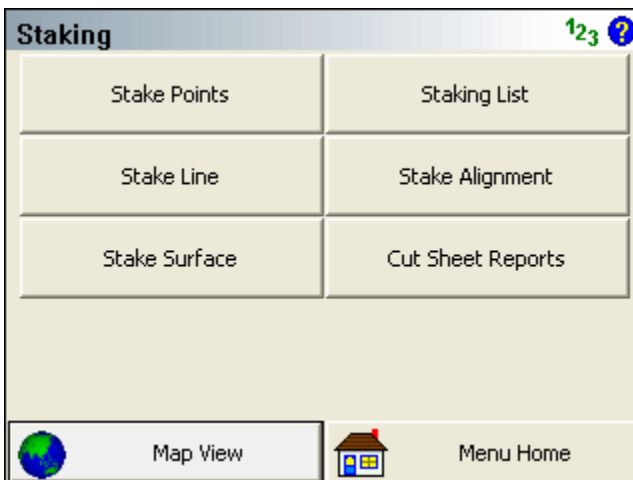 Staking 123 ?
Stake Points Staking List
Stake Line Stake Alignment
Stake Surface Cut Sheet Reports
Map View Menu Home